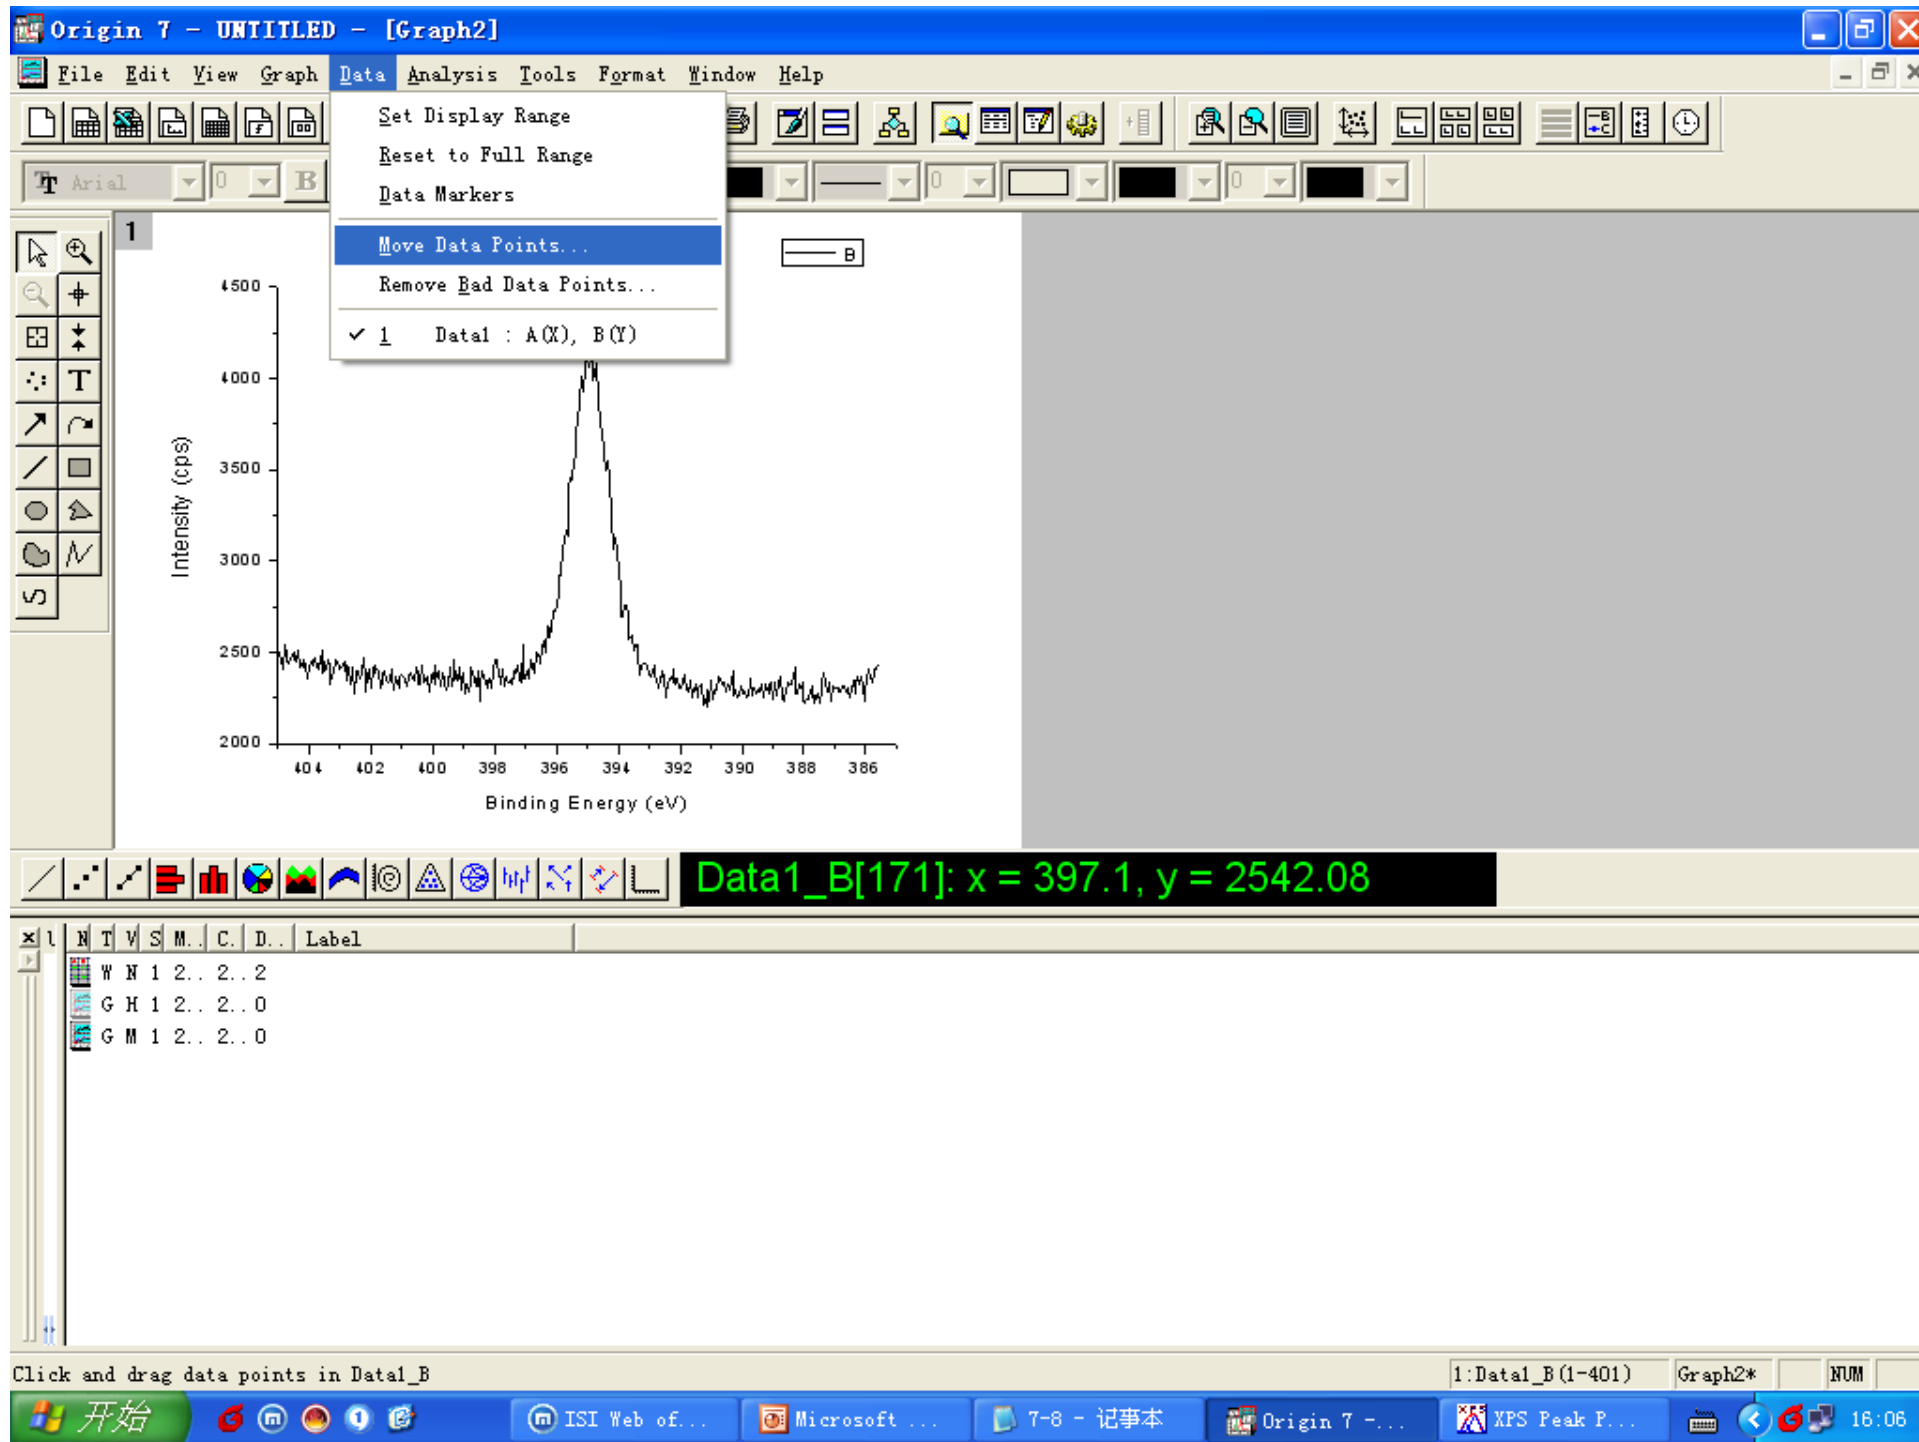 Origin 7 - UNTITLED - [Graph2]
File Edit View Graph Data Analysis Tools Format Window Help
Set Display Range
Reset to Full Range
Data Markers
Move Data Points...
Remove Bad Data Points...
1 Data1 : A(X), B(Y)
Arial 0 B 0 0
1
B
4500
4000
3500
3000
2500
2000
Intensity (cps)
404 402 400 398 396 394 392 390 388 386
Binding Energy (eV)
Data1_B[171]: x = 397.1, y = 2542.08
N T V S M.. C. D.. Label
W N 1 2.. 2.. 2
G H 1 2.. 2.. 0
G M 1 2.. 2.. 0
Click and drag data points in Data1_B
1:Data1_B(1-401) Graph2* NUM
开始 ISI Web of... Microsoft ... 7-8 - 记事本 Origin 7 -... XPS Peak P... 16:06